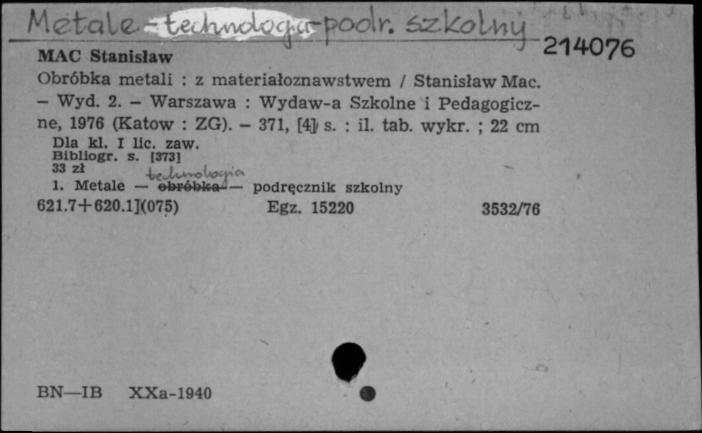 Metale - technologia - podr. szkolny
214076
MAC Stanisław
Obróbka metali : z materiałoznawstwem / Stanisław Mac.
— Wyd. 2. — Warszawa : Wydaw-a Szkolne i Pedagogicz-
ne, 1976 (Katow : ZG). — 371, [4] s. : il. tab. wykr. ; 22 cm
Dla kl. I lic. zaw.
Bibliogr. s. [373]
33 zł
technologia
1. Metale — obróbka — podręcznik szkolny
621.7+620.1](075) Egz. 15220 3532/76
BN—IB XXa-1940